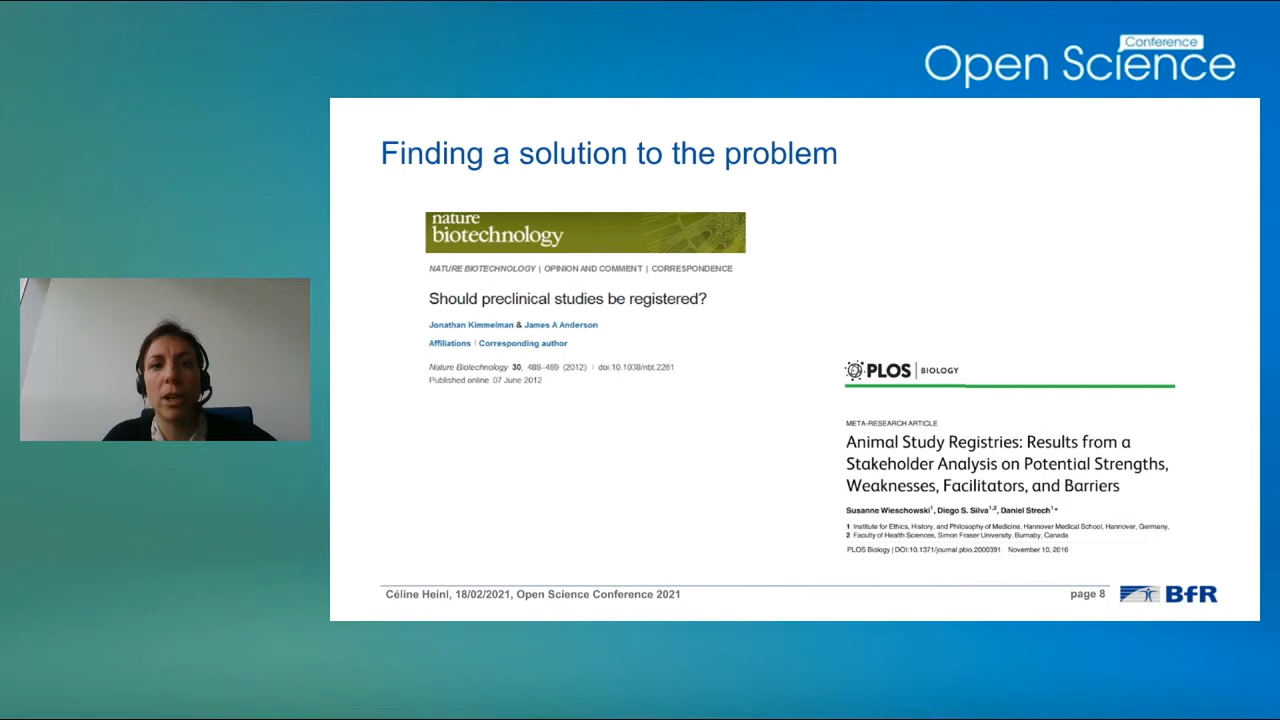 Conference
Open Science
Finding a solution to the problem
nature
biotechnology
NATURE BIOTECHNOLOGY | OPINION AND COMMENT | CORRESPONDENCE
Should preclinical studies be registered?
Jonathan Kimmelman & James A Anderson
Affiliations | Corresponding author
Nature Biotechnology 30, 488–489 (2012) | doi:10.1038/nbt.2261
Published online 07 June 2012
PLOS | BIOLOGY
META-RESEARCH ARTICLE
Animal Study Registries: Results from a
Stakeholder Analysis on Potential Strengths,
Weaknesses, Facilitators, and Barriers
Susanne Wieschowski1, Diego S. Silva1,2, Daniel Strech1*
1 Institute for Ethics, History, and Philosophy of Medicine, Hannover Medical School, Hannover, Germany,
2 Faculty of Health Sciences, Simon Fraser University, Burnaby, Canada
PLOS Biology | DOI:10.1371/journal.pbio.2000391 November 10, 2016
Céline Heinl, 18/02/2021, Open Science Conference 2021
page 8
BfR